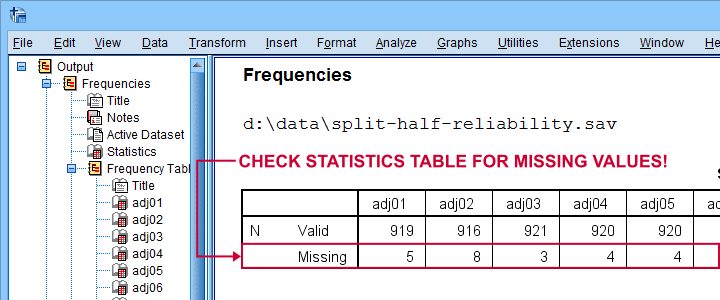 File Edit View Data Transform Insert Format Analyze Graphs Utilities Extensions Window
Output
Frequencies
Title
Notes
Active Dataset
Statistics
Frequency Tabl
Title
adj01
adj02
adj03
adj04
adj05
adj06
Frequencies
d:\data\split-half-reliability.sav
CHECK STATISTICS TABLE FOR MISSING VALUES!
adj01 adj02 adj03 adj04 adj05
N Valid 919 916 921 920 920
Missing 5 8 3 4 4